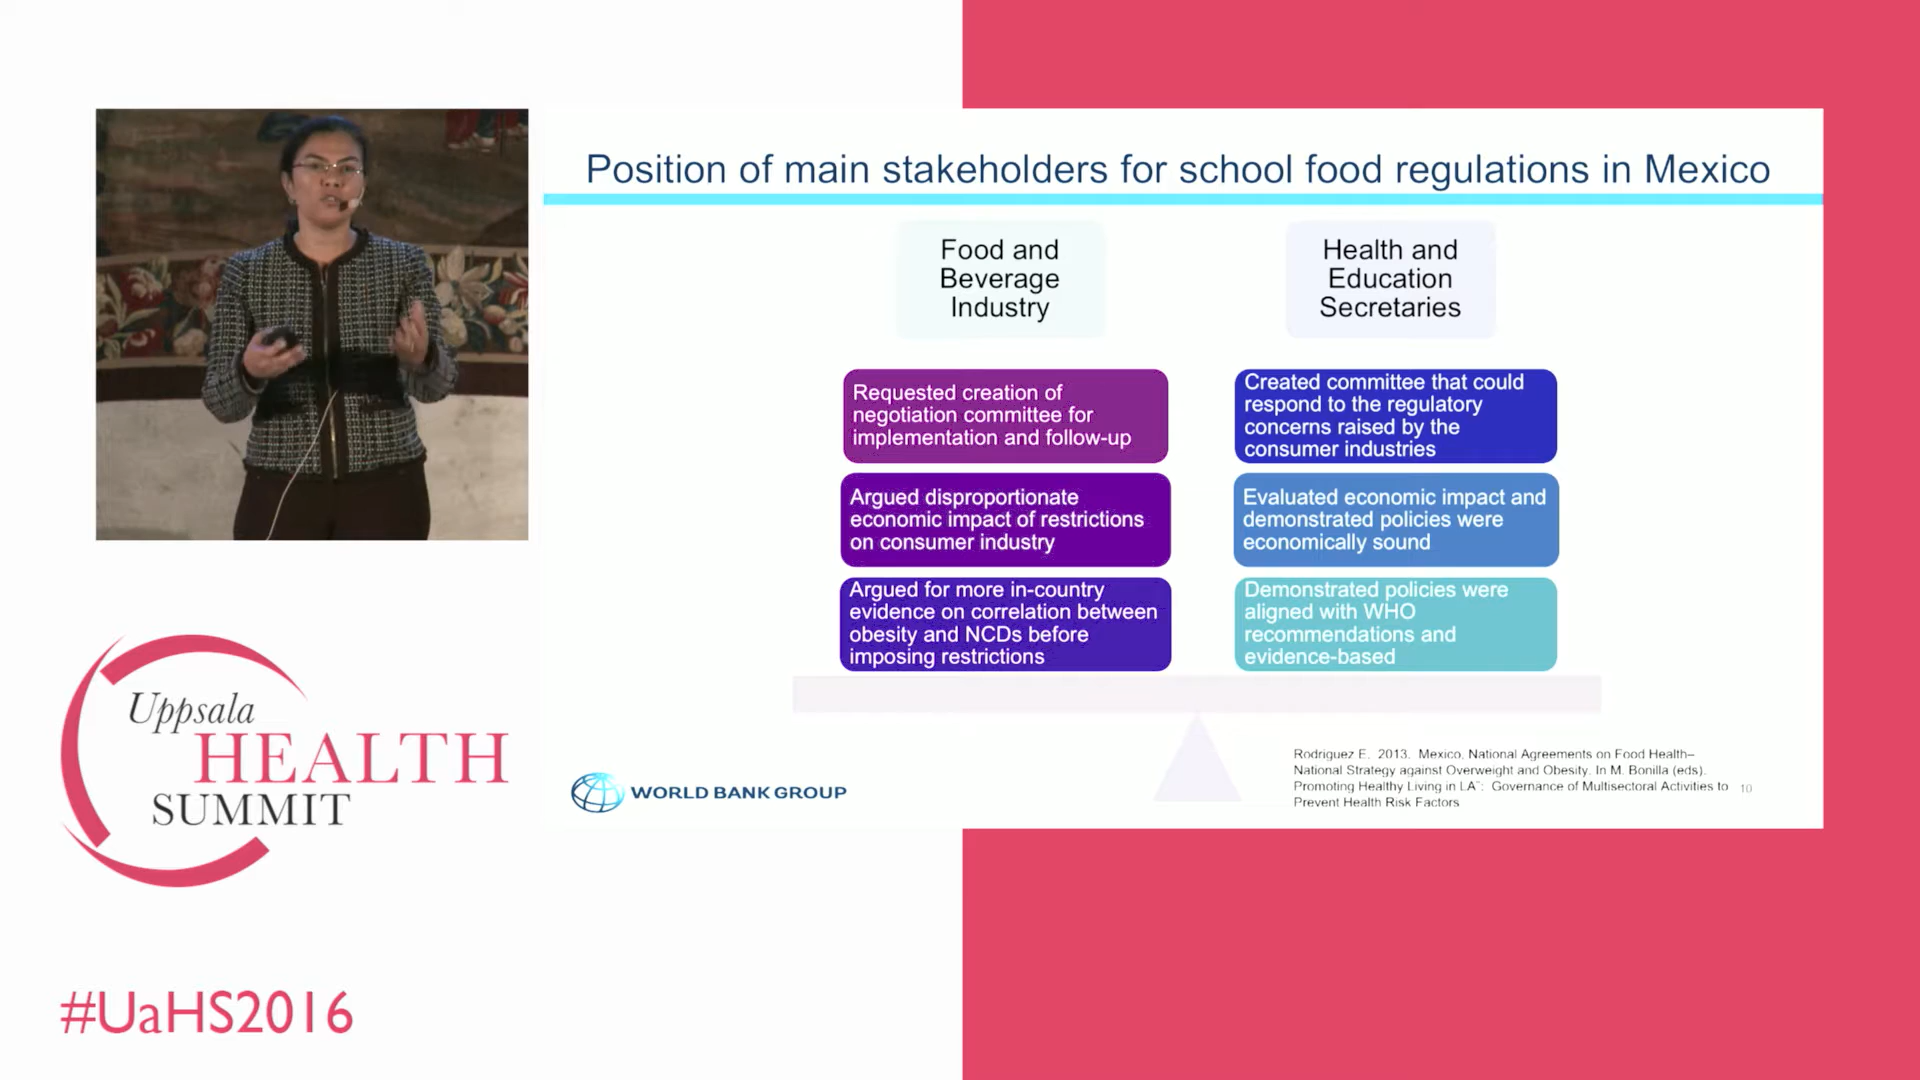 Position of main stakeholders for school food regulations in Mexico
Food and
Beverage
Industry
Health and
Education
Secretaries
Requested creation of
negotiation committee for
implementation and follow-up
Created committee that could
respond to the regulatory
concerns raised by the
consumer industries
Argued disproportionate
economic impact of restrictions
on consumer industry
Evaluated economic impact and
demonstrated policies were
economically sound
Argued for more in-country
evidence on correlation between
obesity and NCDs before
imposing restrictions
Demonstrated policies were
aligned with WHO
recommendations and
evidence-based
Rodriguez E. 2013. Mexico, National Agreements on Food Health–
National Strategy against Overweight and Obesity. In M. Bonilla (eds).
Promoting Healthy Living in LA¨: Governance of Multisectoral Activities to
Prevent Health Risk Factors
10
WORLD BANK GROUP
Uppsala
HEALTH
SUMMIT
#UaHS2016